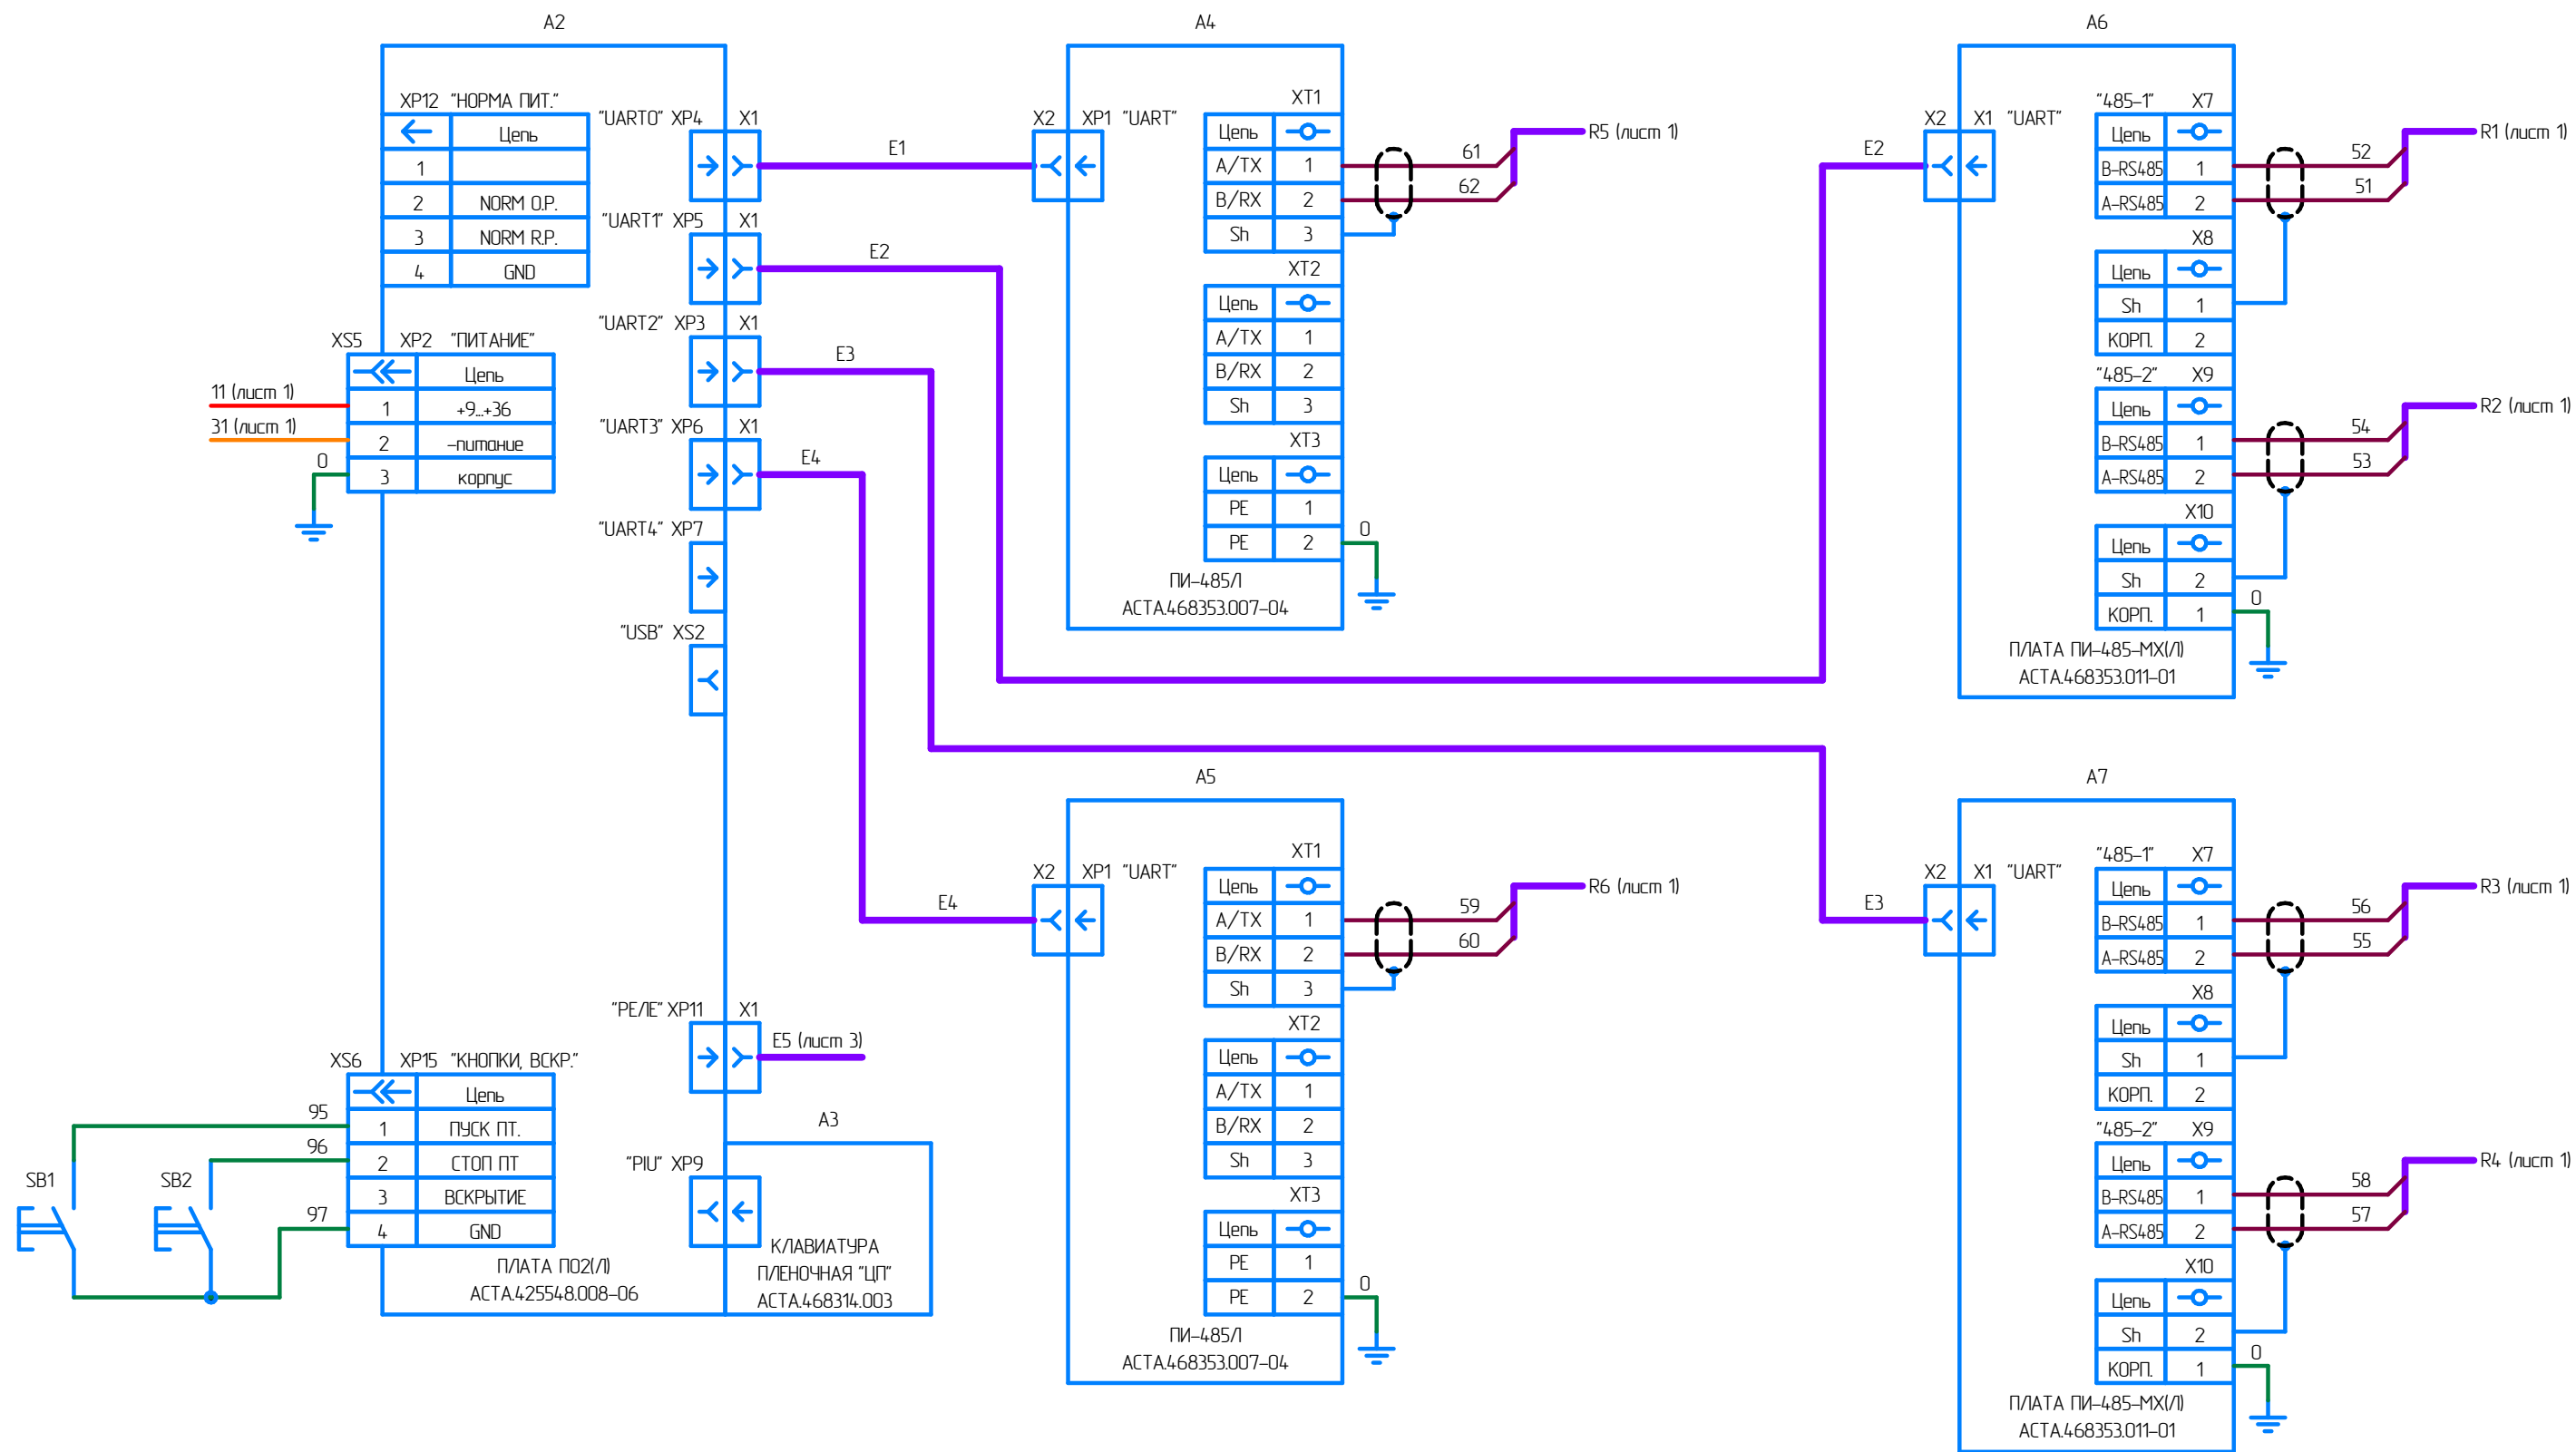 A2
XP12 "НОРМА ПИТ."
Цепь
1
2 NORM O.P.
3 NORM R.P.
4 GND
XS5 XP2 "ПИТАНИЕ"
Цепь
11 (лист 1)
1 +9...+36
31 (лист 1)
2 -питание
0
3 корпус
"UART0" XP4 X1
E1
"UART1" XP5 X1
E2
"UART2" XP3 X1
E3
"UART3" XP6 X1
E4
"UART4" XP7
"USB" XS2
"РЕЛЕ" XP11 X1
E5 (лист 3)
XS6 XP15 "КНОПКИ, ВСКР."
Цепь
95
1 ПУСК ПТ.
96
2 СТОП ПТ
3 ВСКРЫТИЕ
97
4 GND
SB1
SB2
ПЛАТА ПО2(Л)
АСТА.425548.008-06
A3
"PIU" XP9
КЛАВИАТУРА
ПЛЕНОЧНАЯ "ЦП"
АСТА.468314.003
A4
X2 XP1 "UART"
XT1
Цепь
A/TX 1
61
B/RX 2
62
Sh 3
R5 (лист 1)
XT2
Цепь
A/TX 1
B/RX 2
Sh 3
XT3
Цепь
PE 1
PE 2
0
ПИ-485Л
АСТА.468353.007-04
A5
E4
X2 XP1 "UART"
XT1
Цепь
A/TX 1
59
B/RX 2
60
Sh 3
R6 (лист 1)
XT2
Цепь
A/TX 1
B/RX 2
Sh 3
XT3
Цепь
PE 1
PE 2
0
ПИ-485Л
АСТА.468353.007-04
A6
E2
X2 X1 "UART"
"485-1" X7
Цепь
B-RS485 1
52
A-RS485 2
51
R1 (лист 1)
X8
Цепь
Sh 1
КОРП. 2
"485-2" X9
Цепь
B-RS485 1
54
A-RS485 2
53
R2 (лист 1)
X10
Цепь
Sh 2
КОРП. 1
0
ПЛАТА ПИ-485-МХ(Л)
АСТА.468353.011-01
A7
E3
X2 X1 "UART"
"485-1" X7
Цепь
B-RS485 1
56
A-RS485 2
55
R3 (лист 1)
X8
Цепь
Sh 1
КОРП. 2
"485-2" X9
Цепь
B-RS485 1
58
A-RS485 2
57
R4 (лист 1)
X10
Цепь
Sh 2
КОРП. 1
0
ПЛАТА ПИ-485-МХ(Л)
АСТА.468353.011-01